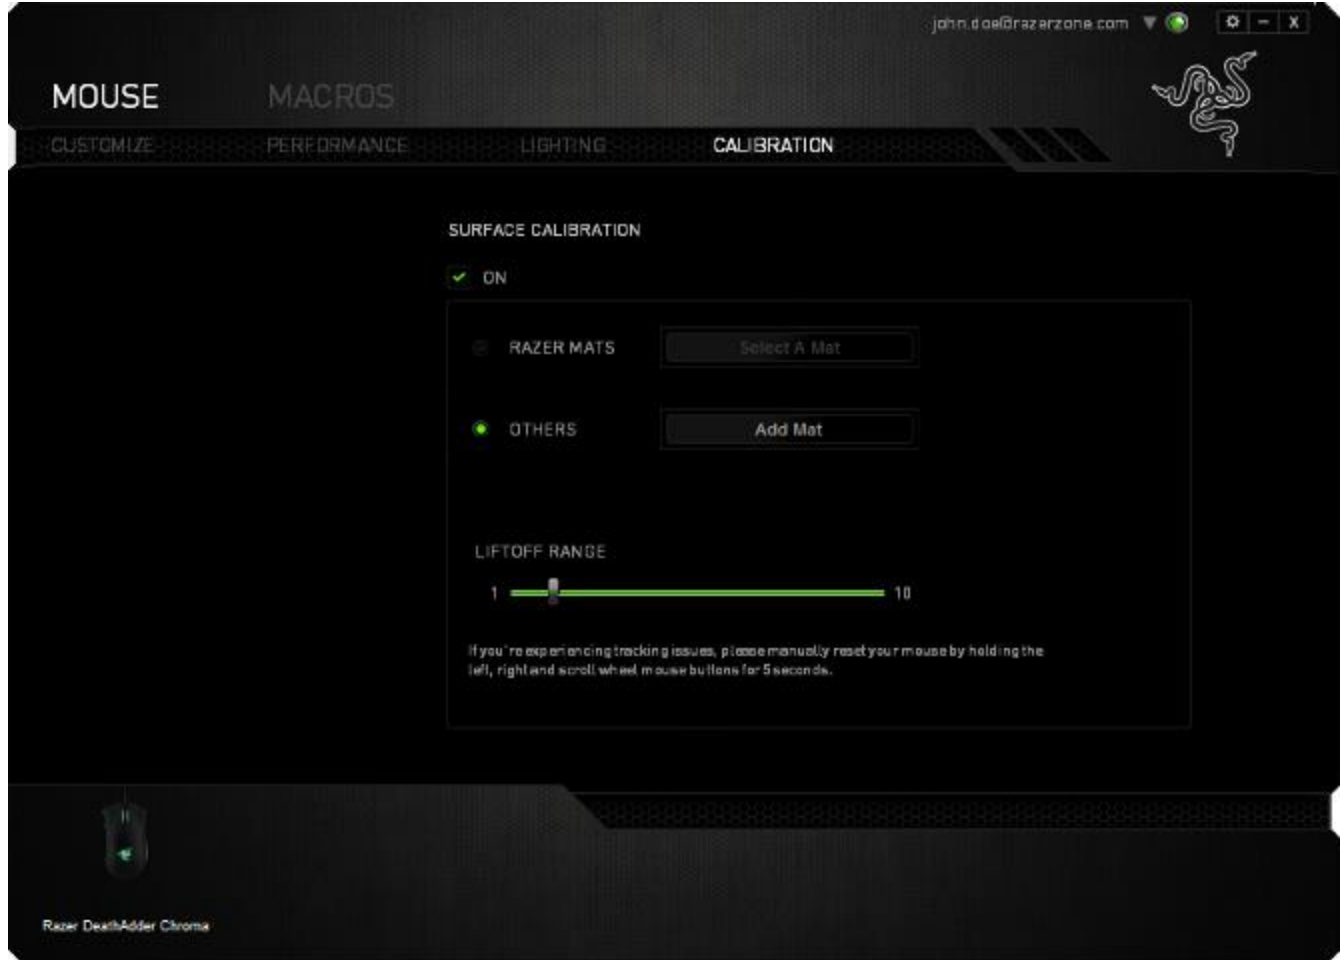 john.doe@razerzone.com
MOUSE MACROS
CUSTOMIZE PERFORMANCE LIGHTING CALIBRATION
SURFACE CALIBRATION
ON
RAZER MATS Select A Mat
OTHERS Add Mat
LIFTOFF RANGE
1 10
If you're experiencing tracking issues, please manually reset your mouse by holding the
left, right and scroll wheel mouse buttons for 5 seconds.
Razer DeathAdder Chroma